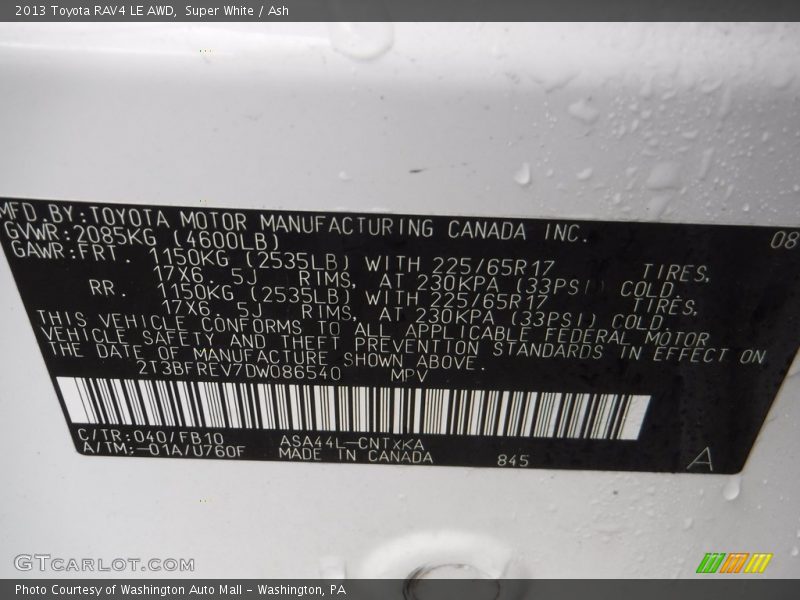 2013 Toyota RAV4 LE AWD, Super White / Ash
MFD.BY:TOYOTA MOTOR MANUFACTURING CANADA INC. 08
GVWR:2085KG (4600LB)
GAWR:FRT. 1150KG (2535LB) WITH 225/65R17 TIRES,
17X6.5J RIMS, AT 230KPA (33PSI) COLD
RR. 1150KG (2535LB) WITH 225/65R17 TIRES,
17X6.5J RIMS, AT 230KPA (33PSI) COLD.
THIS VEHICLE CONFORMS TO ALL APPLICABLE FEDERAL MOTOR
VEHICLE SAFETY AND THEFT PREVENTION STANDARDS IN EFFECT ON
THE DATE OF MANUFACTURE SHOWN ABOVE.
2T3BFREV7DW086540 MPV
C/TR:040/FB10 ASA44L-CNTXKA
A/TM:-01A/U760F MADE IN CANADA 845 A
GTCARLOT.COM
Photo Courtesy of Washington Auto Mall - Washington, PA